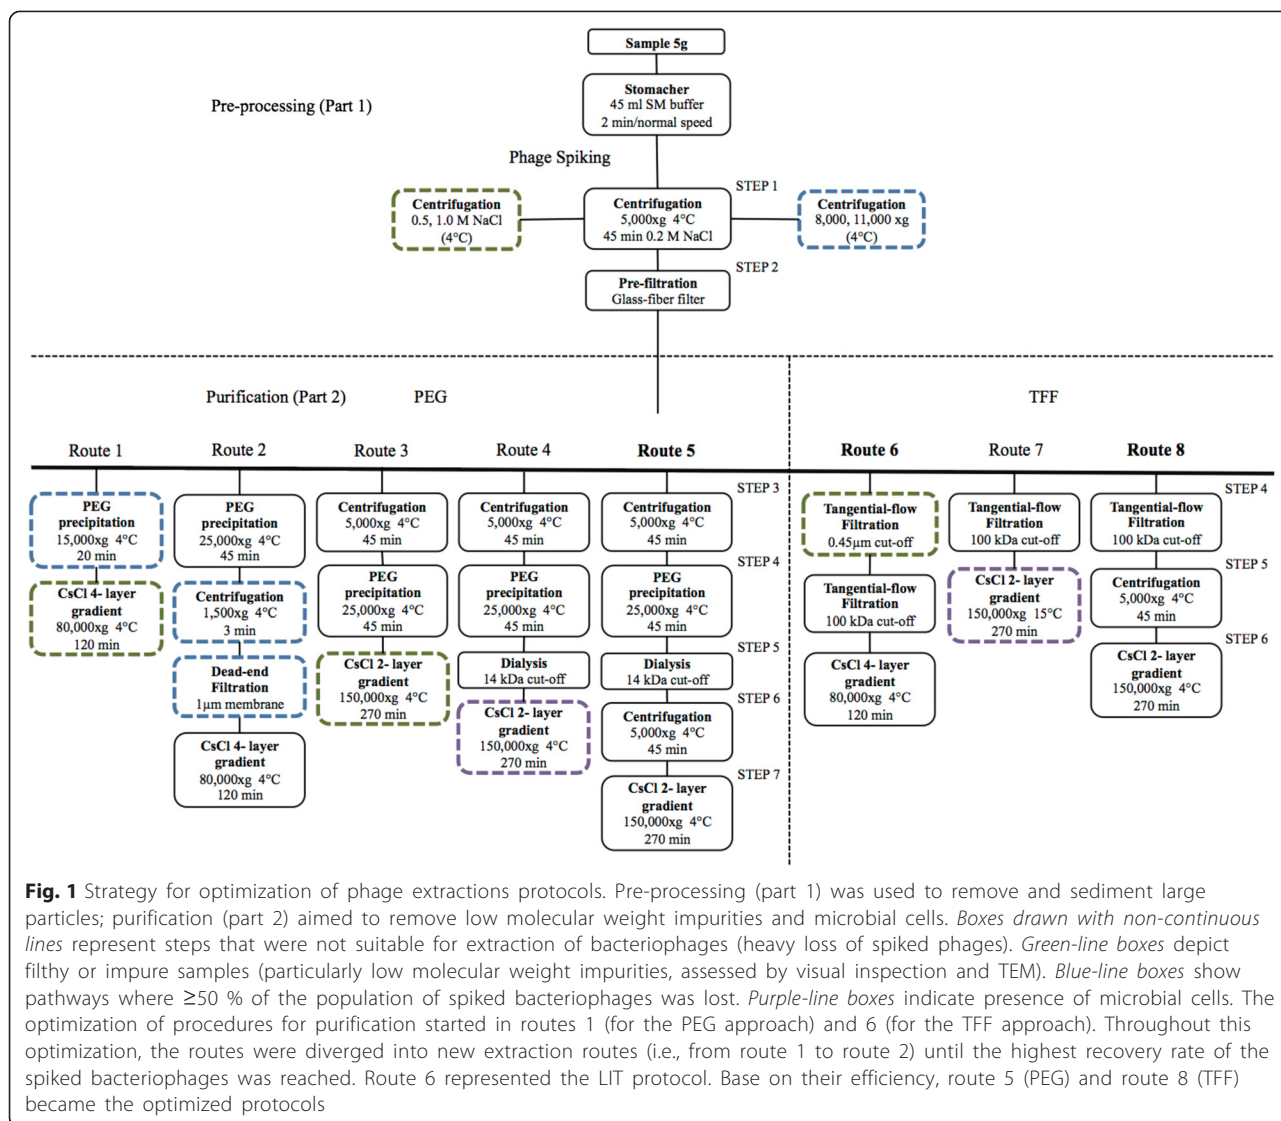 Sample 5g
Stomacher
45 ml SM buffer
2 min/normal speed
Pre-processing (Part 1)
Phage Spiking
STEP 1
Centrifugation
0.5, 1.0 M NaCl
(4°C)
Centrifugation
5,000xg 4°C
45 min 0.2 M NaCl
Centrifugation
8,000, 11,000 xg
(4°C)
STEP 2
Pre-filtration
Glass-fiber filter
Purification (Part 2) PEG
TFF
Route 1
Route 2
Route 3
Route 4
Route 5
Route 6
Route 7
Route 8
PEG
precipitation
15,000xg 4°C
20 min
CsCl 4- layer
gradient
80,000xg 4°C
120 min
PEG
precipitation
25,000xg 4°C
45 min
Centrifugation
1,500xg 4°C
3 min
Dead-end
Filtration
1µm membrane
CsCl 4- layer
gradient
80,000xg 4°C
120 min
Centrifugation
5,000xg 4°C
45 min
PEG
precipitation
25,000xg 4°C
45 min
CsCl 2- layer
gradient
150,000xg 4°C
270 min
Centrifugation
5,000xg 4°C
45 min
PEG
precipitation
25,000xg 4°C
45 min
Dialysis
14 kDa cut-off
CsCl 2- layer
gradient
150,000xg 4°C
270 min
STEP 3
Centrifugation
5,000xg 4°C
45 min
STEP 4
PEG
precipitation
25,000xg 4°C
45 min
STEP 5
Dialysis
14 kDa cut-off
STEP 6
Centrifugation
5,000xg 4°C
45 min
STEP 7
CsCl 2- layer
gradient
150,000xg 4°C
270 min
Tangential-flow
Filtration
0.45µm cut-off
Tangential-flow
Filtration
100 kDa cut-off
CsCl 4- layer
gradient
80,000xg 4°C
120 min
Tangential-flow
Filtration
100 kDa cut-off
CsCl 2- layer
gradient
150,000xg 15°C
270 min
STEP 4
Tangential-flow
Filtration
100 kDa cut-off
STEP 5
Centrifugation
5,000xg 4°C
45 min
STEP 6
CsCl 2- layer
gradient
150,000xg 4°C
270 min
Fig. 1 Strategy for optimization of phage extractions protocols. Pre-processing (part 1) was used to remove and sediment large
particles; purification (part 2) aimed to remove low molecular weight impurities and microbial cells. Boxes drawn with non-continuous
lines represent steps that were not suitable for extraction of bacteriophages (heavy loss of spiked phages). Green-line boxes depict
filthy or impure samples (particularly low molecular weight impurities, assessed by visual inspection and TEM). Blue-line boxes show
pathways where ≥50 % of the population of spiked bacteriophages was lost. Purple-line boxes indicate presence of microbial cells. The
optimization of procedures for purification started in routes 1 (for the PEG approach) and 6 (for the TFF approach). Throughout this
optimization, the routes were diverged into new extraction routes (i.e., from route 1 to route 2) until the highest recovery rate of the
spiked bacteriophages was reached. Route 6 represented the LIT protocol. Base on their efficiency, route 5 (PEG) and route 8 (TFF)
became the optimized protocols